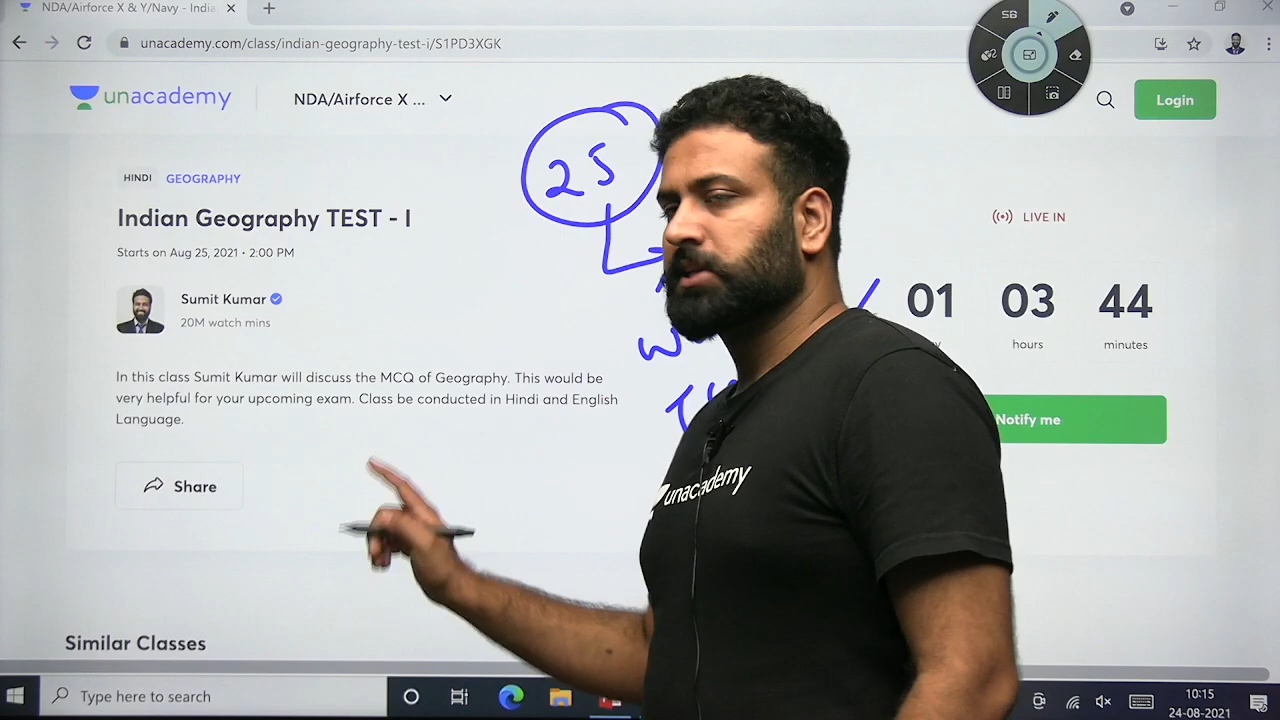 NDA/Airforce X & Y/Navy - India
unacademy.com/class/indian-geography-test-i/S1PD3XGK
SB
unacademy
NDA/Airforce X ...
Login
HINDI GEOGRAPHY
Indian Geography TEST - I
Starts on Aug 25, 2021 • 2:00 PM
25
LIVE IN
Sumit Kumar
20M watch mins
01 03 44
hours minutes
In this class Sumit Kumar will discuss the MCQ of Geography. This would be
very helpful for your upcoming exam. Class be conducted in Hindi and English
Language.
Notify me
Share
unacademy
Similar Classes
Type here to search
10:15
24-08-2021